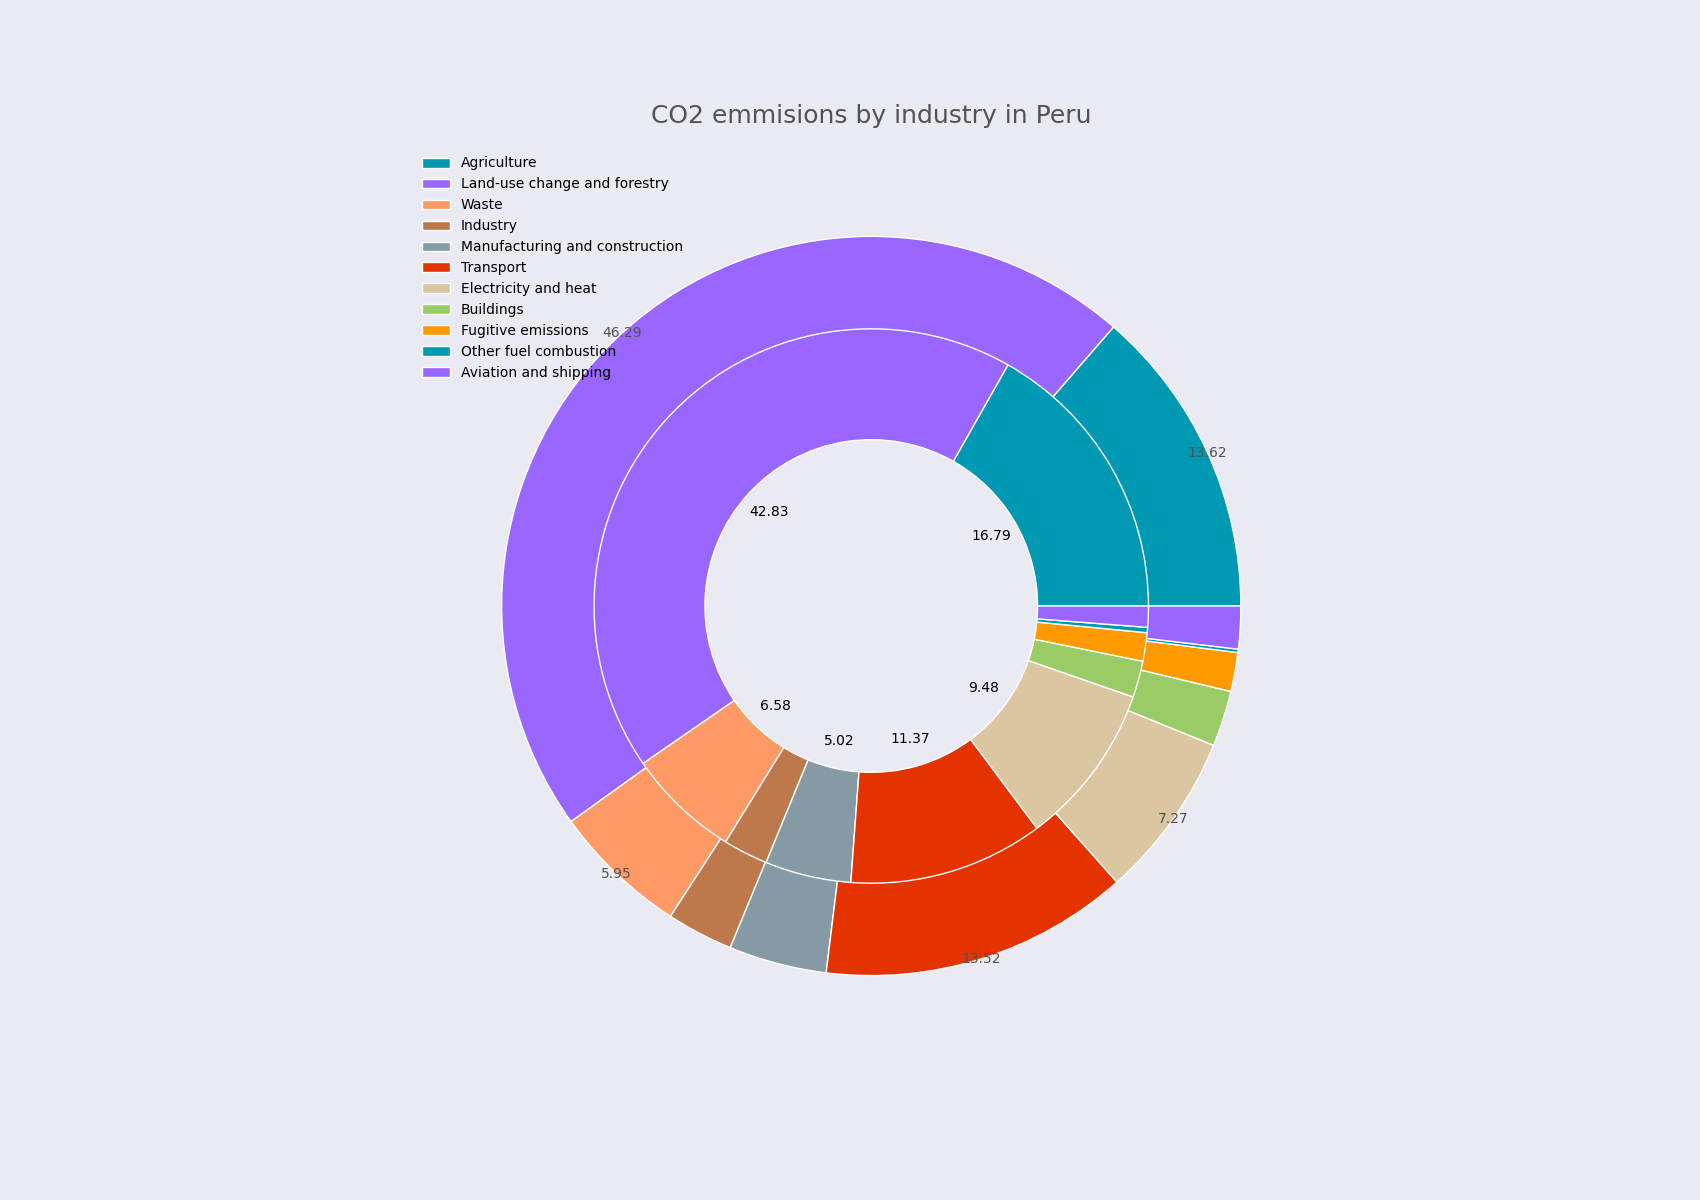 CO2 emmisions by industry in Peru
Agriculture
Land-use change and forestry
Waste
Industry
Manufacturing and construction
Transport
Electricity and heat
Buildings
Fugitive emissions
Other fuel combustion
Aviation and shipping
46.29
13.62
42.83
16.79
9.48
6.58
11.37
5.02
7.27
5.95
13.52